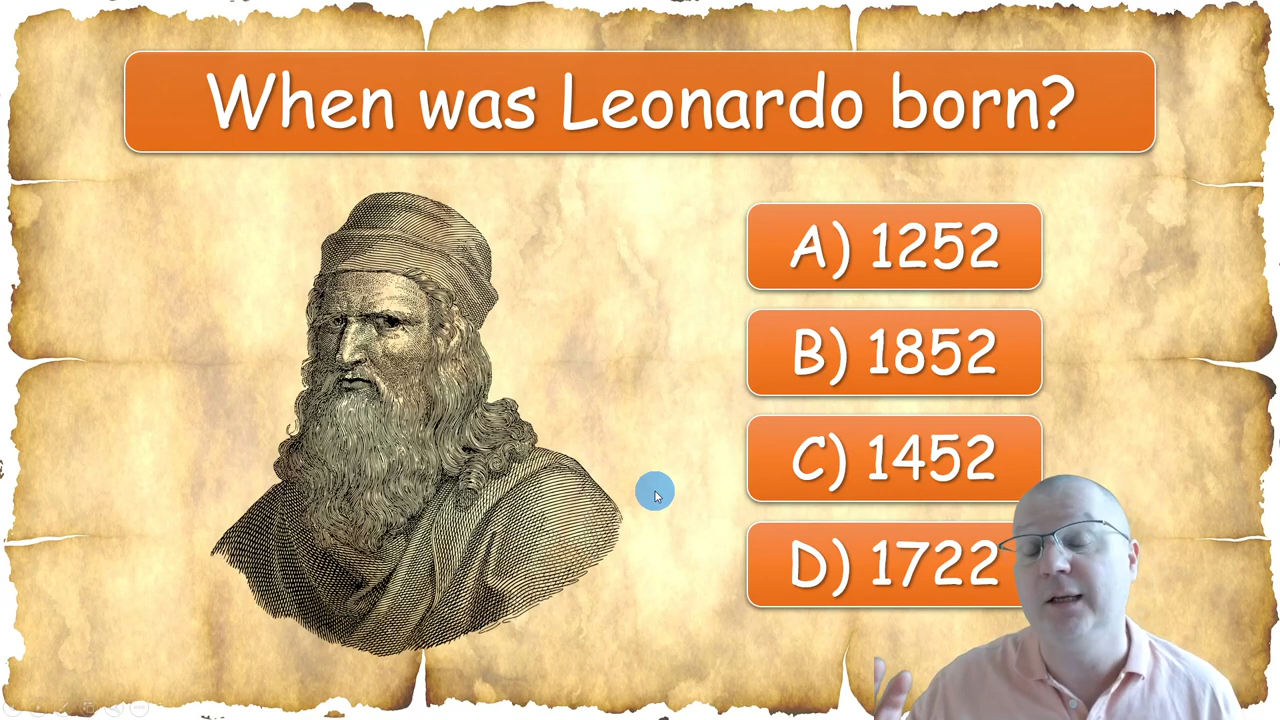 When was Leonardo born?
A) 1252
B) 1852
C) 1452
D) 1722